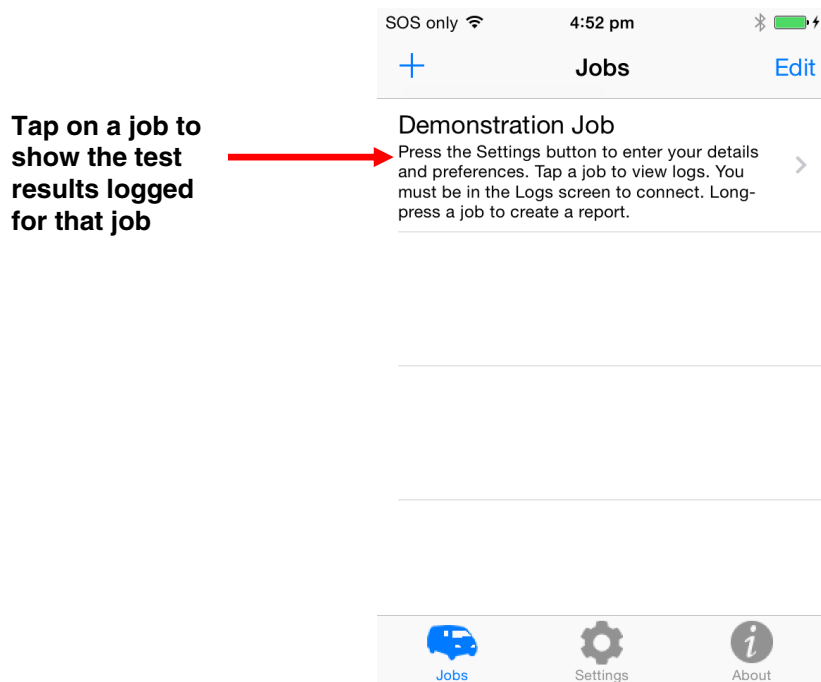 SOS only 4:52 pm
+ Jobs Edit
Tap on a job to
show the test
results logged
for that job
Demonstration Job
Press the Settings button to enter your details
and preferences. Tap a job to view logs. You
must be in the Logs screen to connect. Long-
press a job to create a report.
Jobs Settings About